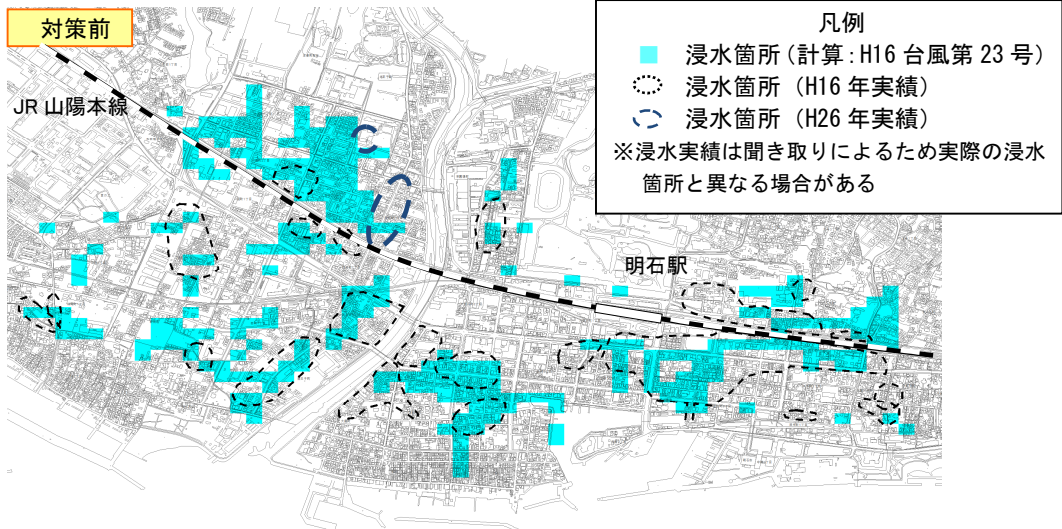 対策前
凡例
浸水箇所(計算:H16 台風第 23 号)
浸水箇所 (H16 年実績)
浸水箇所 (H26 年実績)
※浸水実績は聞き取りによるため実際の浸水
箇所と異なる場合がある
JR 山陽本線
明石駅